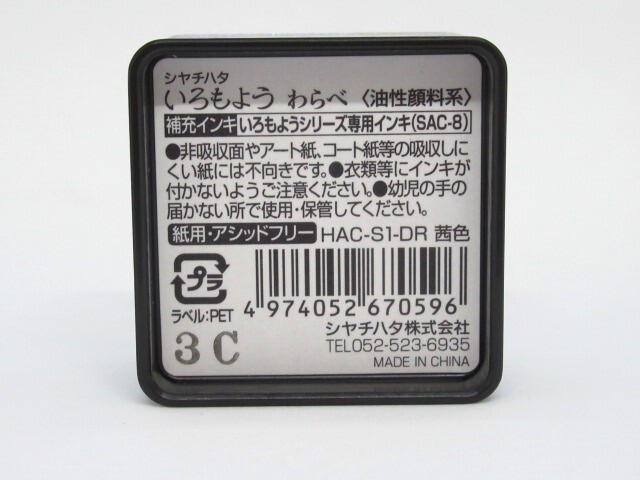 シヤチハタ
いろもよう わらべ 〈油性顔料系〉
補充インキ いろもようシリーズ専用インキ(SAC-8)
●非吸収面やアート紙、コート紙等の吸収し
にくい紙には不向きです。●衣類等にインキが
付かないようご注意ください。●幼児の手の
届かない所で使用・保管してください。
紙用・アシッドフリー HAC-S1-DR 茜色
プラ
ラベル:PET
4 974052 670596
シヤチハタ株式会社
TEL052-523-6935
MADE IN CHINA
3C